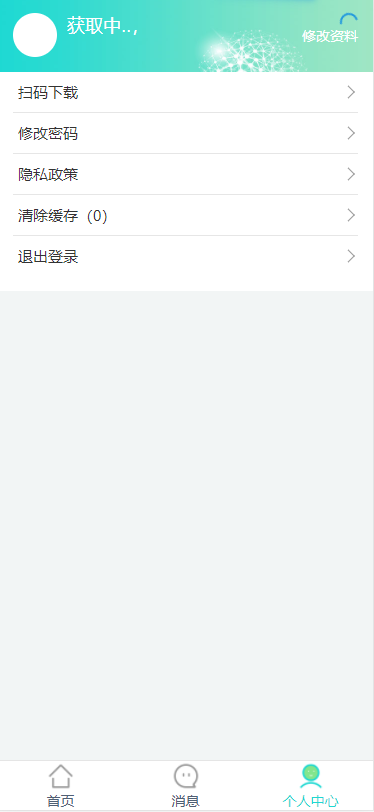 获取中..，
修改资料
扫码下载
修改密码
隐私政策
清除缓存（0）
退出登录
首页
消息
个人中心